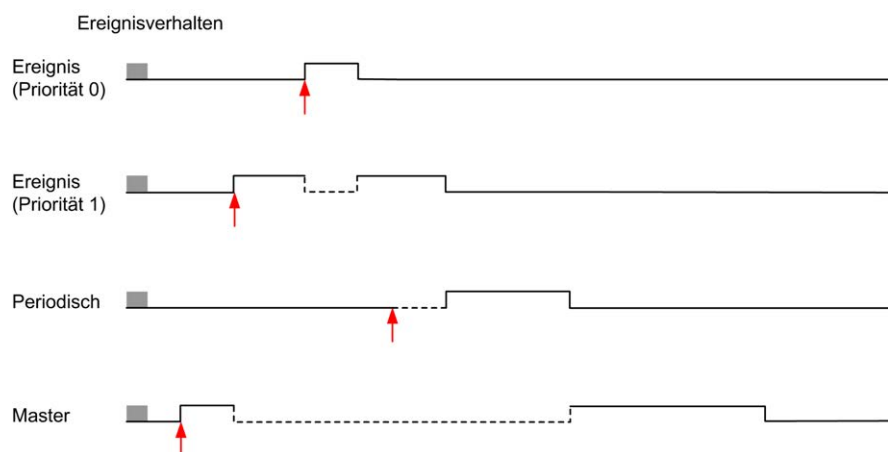 Ereignisverhalten
Ereignis
(Priorität 0)
Ereignis
(Priorität 1)
Periodisch
Master